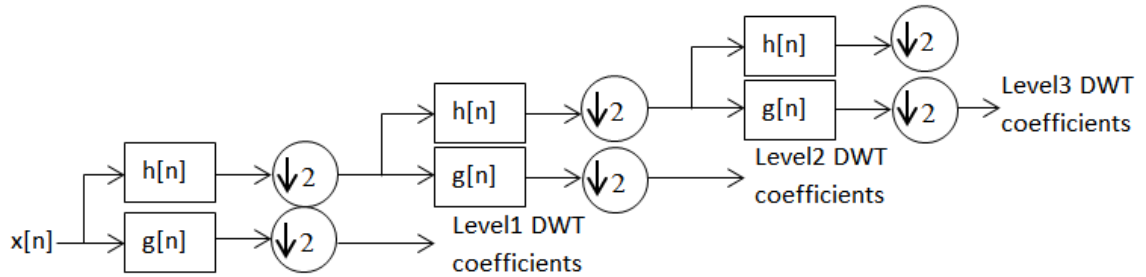 h[n]
↓2
h[n]
↓2
Level3 DWT
coefficients
g[n]
↓2
h[n]
↓2
Level2 DWT
coefficients
g[n]
↓2
x[n]
g[n]
↓2
Level1 DWT
coefficients